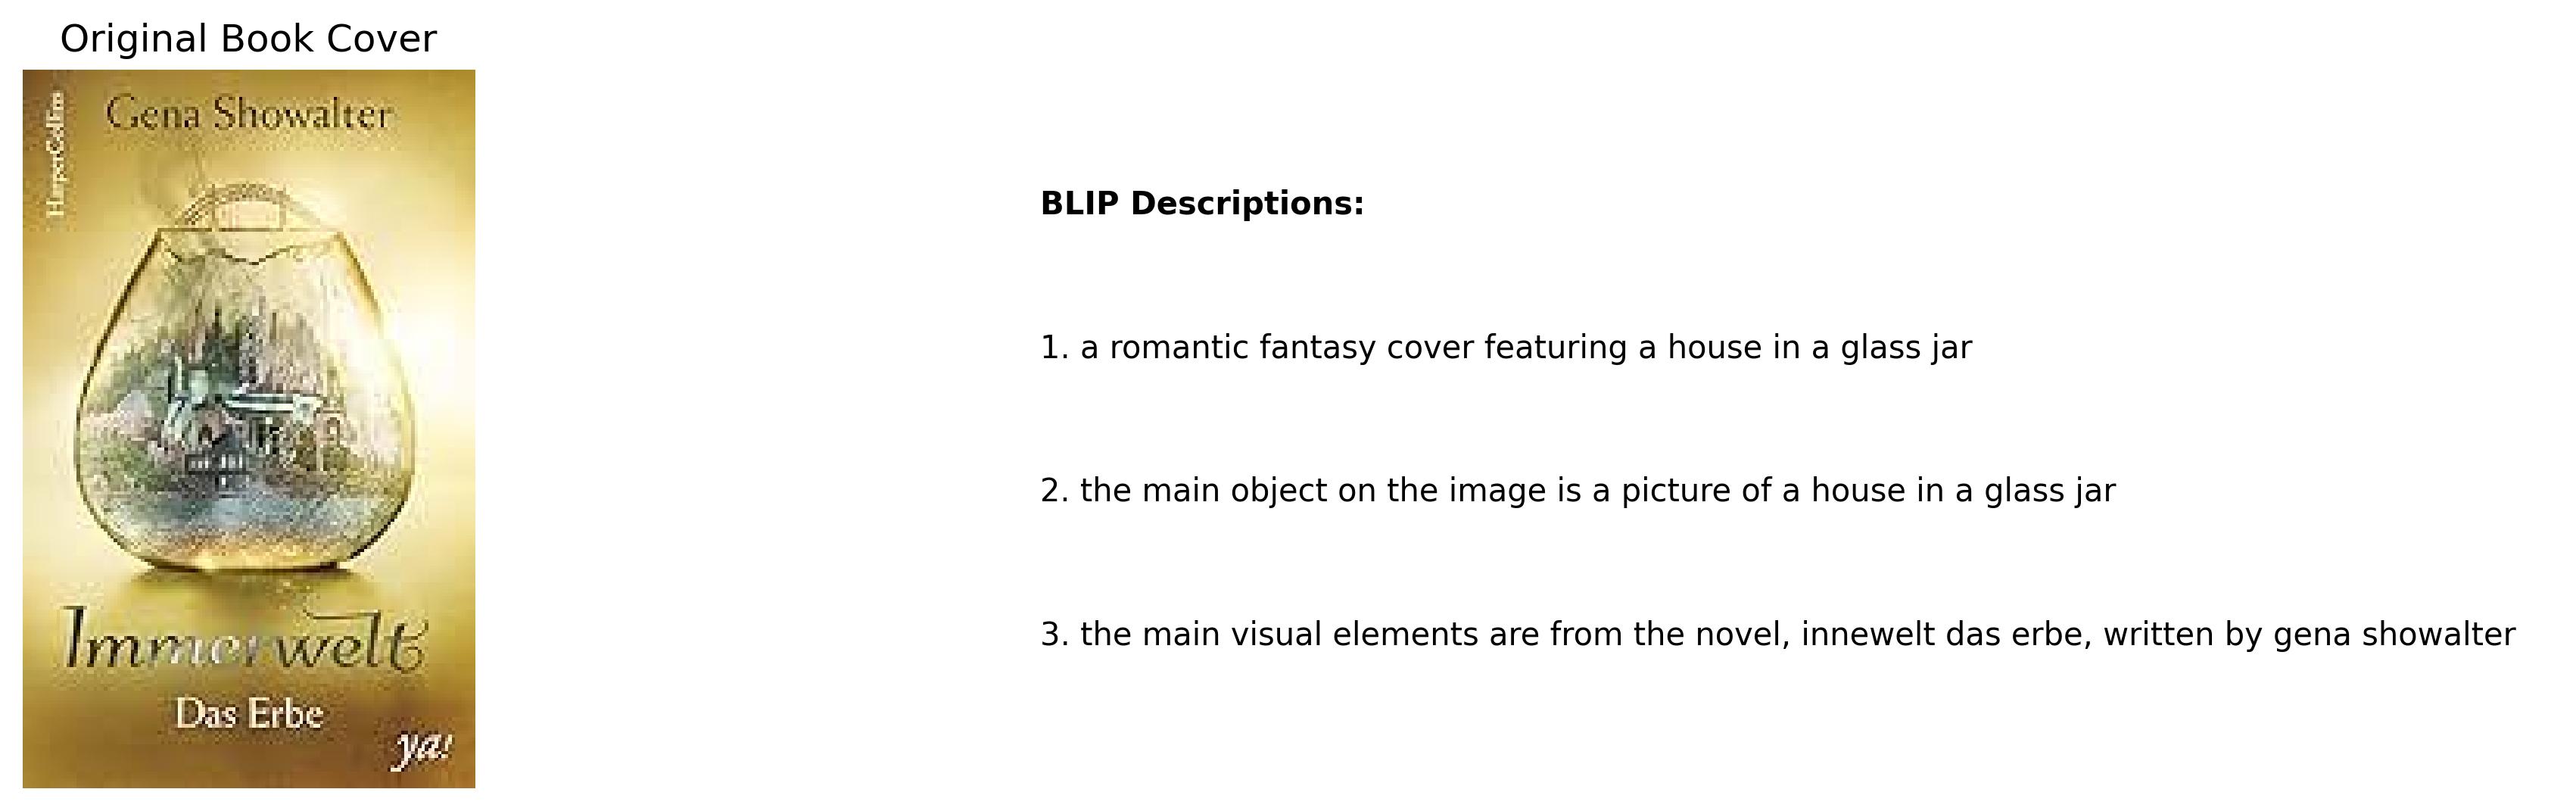 Original Book Cover
HarperCollins
Gena Showalter
Immerwelt
Das Erbe
ya!
BLIP Descriptions:
1. a romantic fantasy cover featuring a house in a glass jar
2. the main object on the image is a picture of a house in a glass jar
3. the main visual elements are from the novel, innewelt das erbe, written by gena showalter